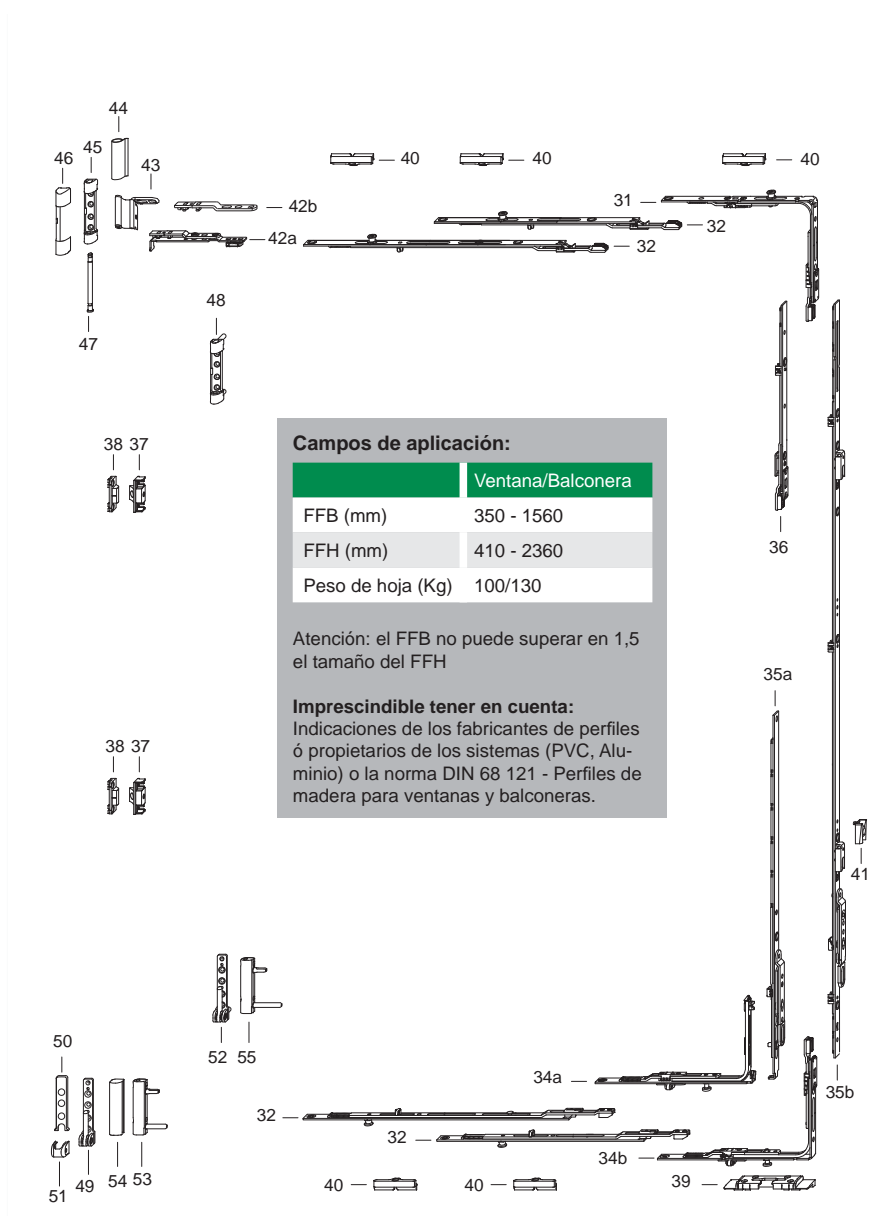 44
46
45
43
40
40
40
31
42b
32
42a
32
47
48
38 37
36
Campos de aplicación:
Ventana/Balconera
FFB (mm) 350 - 1560
FFH (mm) 410 - 2360
Peso de hoja (Kg) 100/130
Atención: el FFB no puede superar en 1,5
el tamaño del FFH
Imprescindible tener en cuenta:
Indicaciones de los fabricantes de perfiles
ó propietarios de los sistemas (PVC, Alu-
minio) o la norma DIN 68 121 - Perfiles de
madera para ventanas y balconeras.
35a
38 37
41
52 55
50
34a
35b
32
32
34b
51 49 54 53
40
40
39